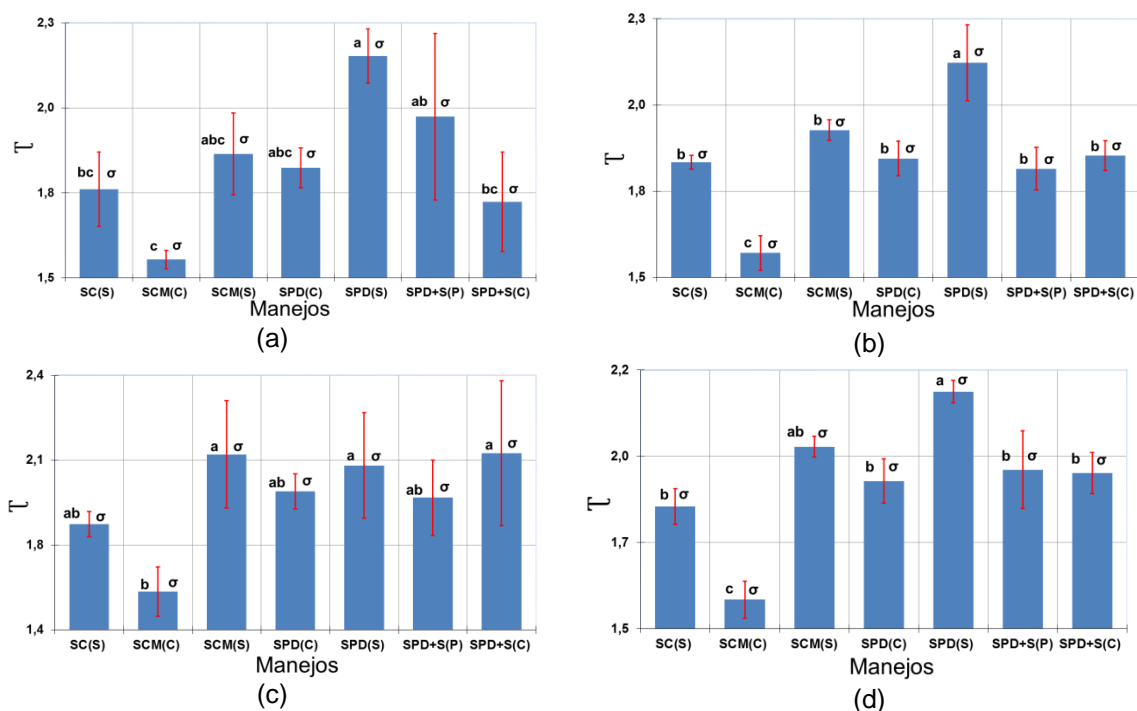 2,3
2,0
1,8
1,5
Ʈ
bc σ
c σ
abc σ
abc σ
a σ
ab σ
bc σ
SC(S) SCM(C) SCM(S) SPD(C) SPD(S) SPD+S(P) SPD+S(C)
Manejos
(a)
2,3
2,0
1,8
1,5
b σ
c σ
b σ
b σ
a σ
b σ
b σ
SC(S) SCM(C) SCM(S) SPD(C) SPD(S) SPD+S(P) SPD+S(C)
Manejos
(b)
2,4
2,1
1,8
1,4
ab σ
b σ
a σ
ab σ
a σ
ab σ
a σ
SC(S) SCM(C) SCM(S) SPD(C) SPD(S) SPD+S(P) SPD+S(C)
Manejos
(c)
2,2
2,0
1,7
1,5
b σ
c σ
ab σ
b σ
a σ
b σ
b σ
SC(S) SCM(C) SCM(S) SPD(C) SPD(S) SPD+S(P) SPD+S(C)
Manejos
(d)